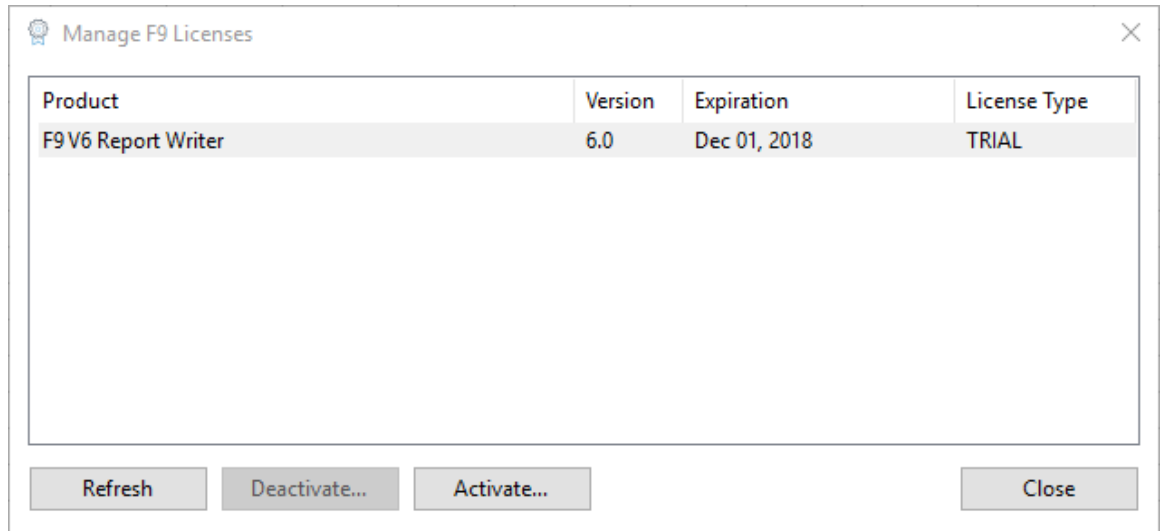 Manage F9 Licenses
Product Version Expiration License Type
F9 V6 Report Writer 6.0 Dec 01, 2018 TRIAL
Refresh Deactivate... Activate... Close